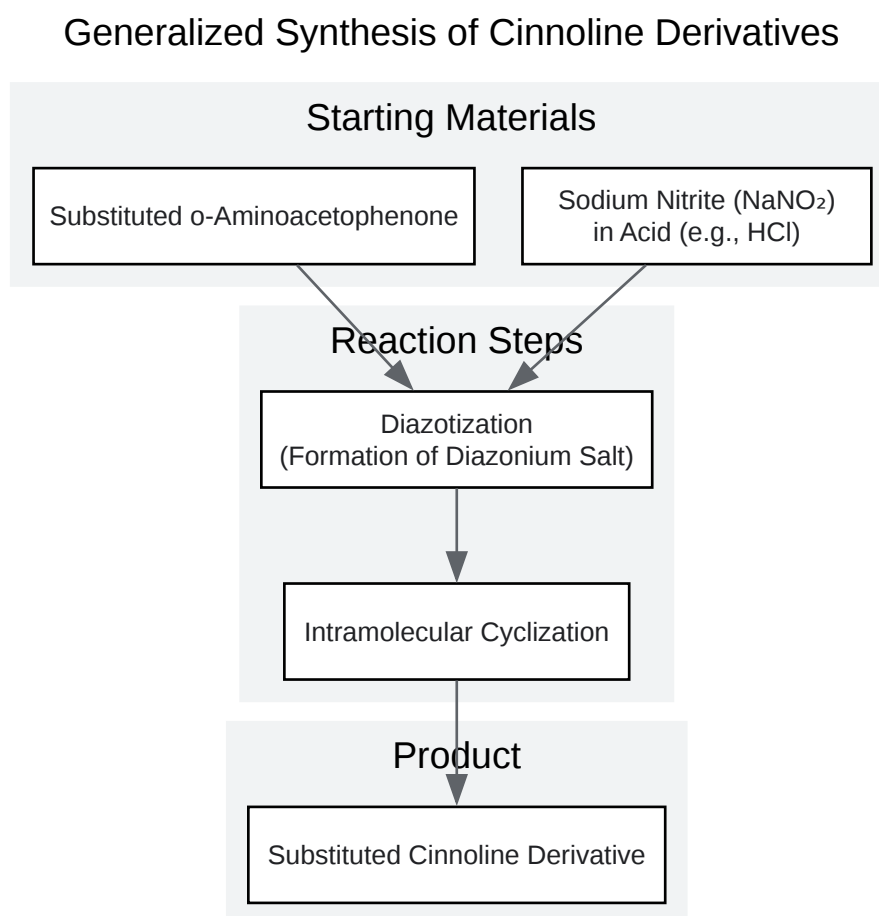 Generalized Synthesis of Cinnoline Derivatives
Starting Materials
Substituted o-Aminoacetophenone
Sodium Nitrite (NaNO₂)
in Acid (e.g., HCl)
Reaction Steps
Diazotization
(Formation of Diazonium Salt)
Intramolecular Cyclization
Product
Substituted Cinnoline Derivative